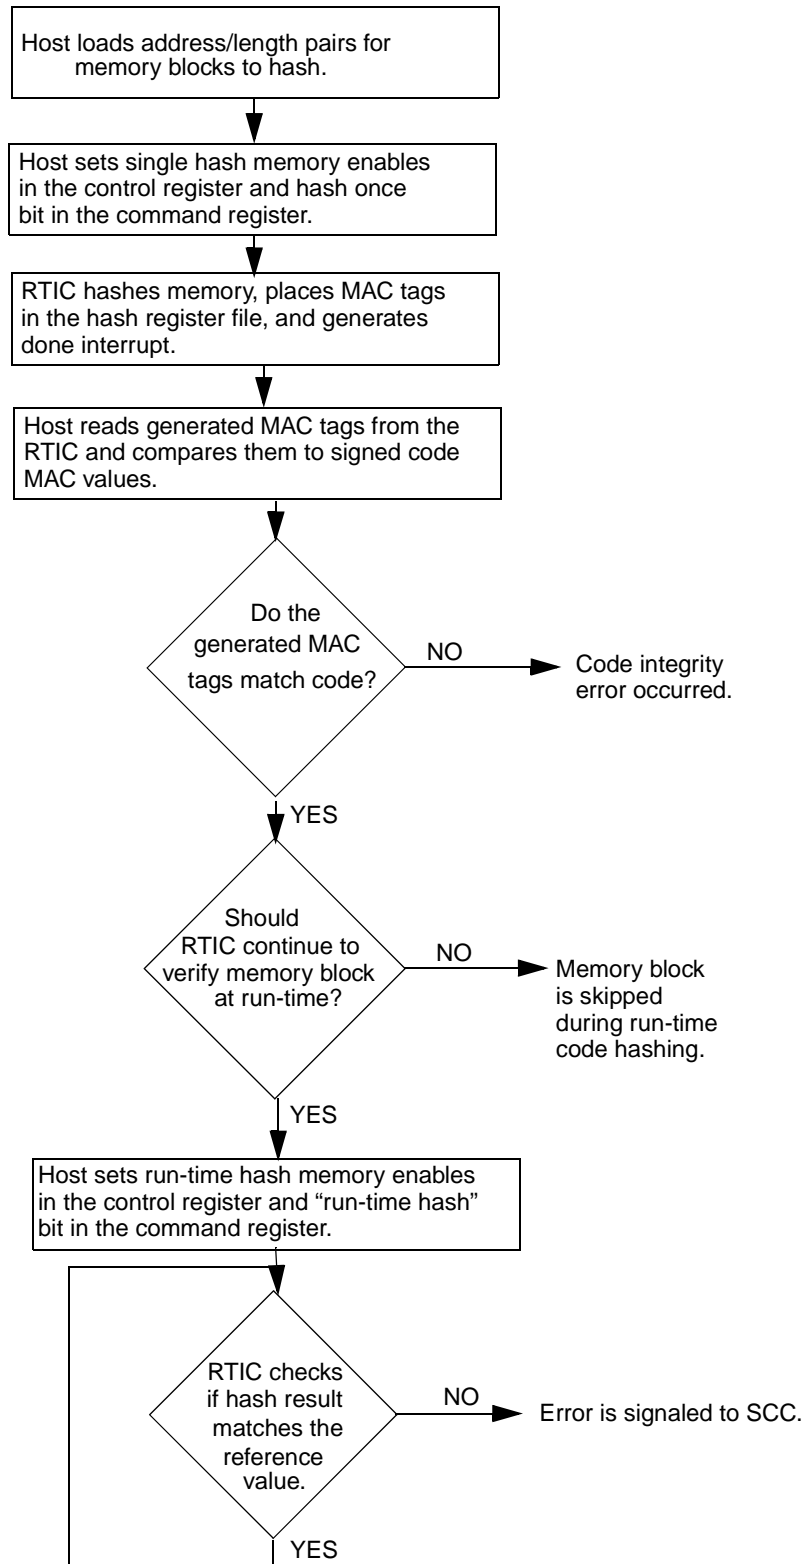 Host loads address/length pairs for
memory blocks to hash.
Host sets single hash memory enables
in the control register and hash once
bit in the command register.
RTIC hashes memory, places MAC tags
in the hash register file, and generates
done interrupt.
Host reads generated MAC tags from the
RTIC and compares them to signed code
MAC values.
Do the
generated MAC
tags match code?
NO
Code integrity
error occurred.
YES
Should
RTIC continue to
verify memory block
at run-time?
NO
Memory block
is skipped
during run-time
code hashing.
YES
Host sets run-time hash memory enables
in the control register and “run-time hash”
bit in the command register.
RTIC checks
if hash result
matches the
reference
value.
NO
Error is signaled to SCC.
YES